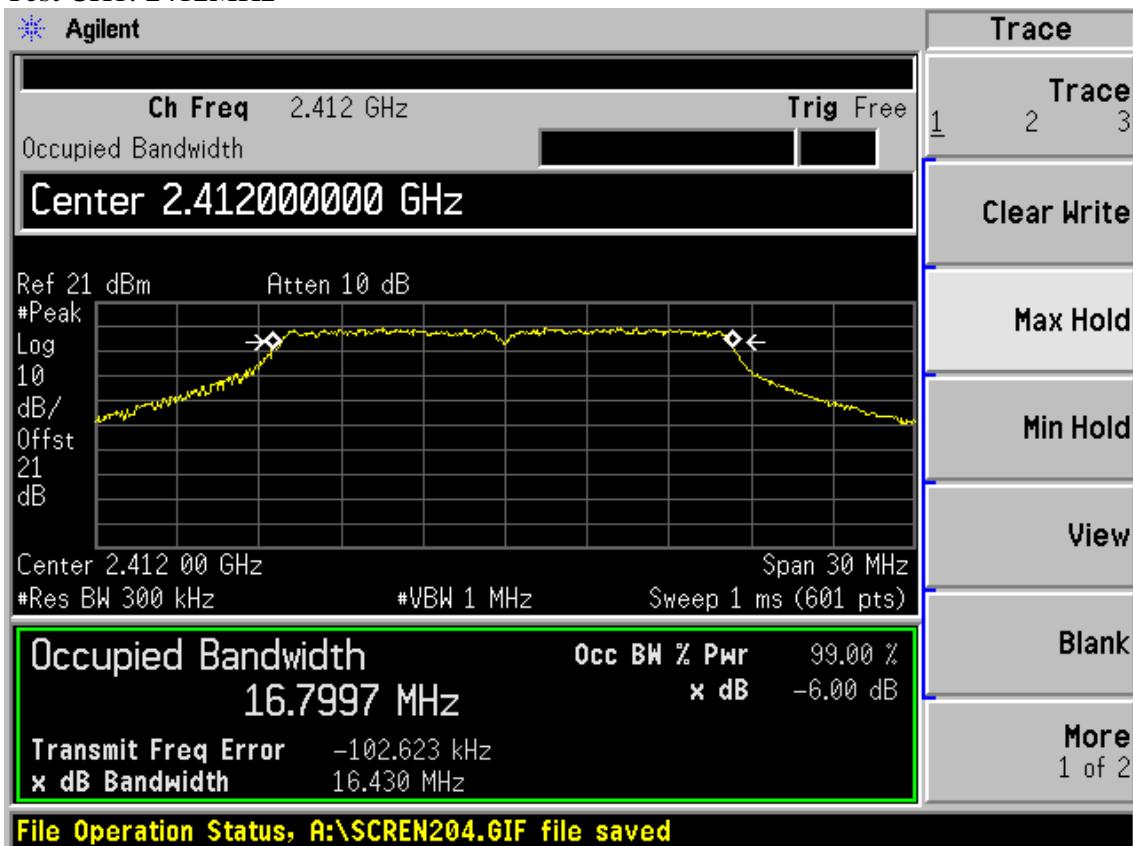 Agilent
Trace
Ch Freq 2.412 GHz Trig Free
Occupied Bandwidth
Center 2.412000000 GHz
Ref 21 dBm Atten 10 dB
#Peak
Log
10
dB/
Offst
21
dB
Center 2.412 00 GHz Span 30 MHz
#Res BW 300 kHz #VBW 1 MHz Sweep 1 ms (601 pts)
Occupied Bandwidth
16.7997 MHz
Occ BW % Pwr 99.00 %
x dB -6.00 dB
Transmit Freq Error -102.623 kHz
x dB Bandwidth 16.430 MHz
File Operation Status, A:\SCREN204.GIF file saved
Trace
1 2 3
Clear Write
Max Hold
Min Hold
View
Blank
More
1 of 2